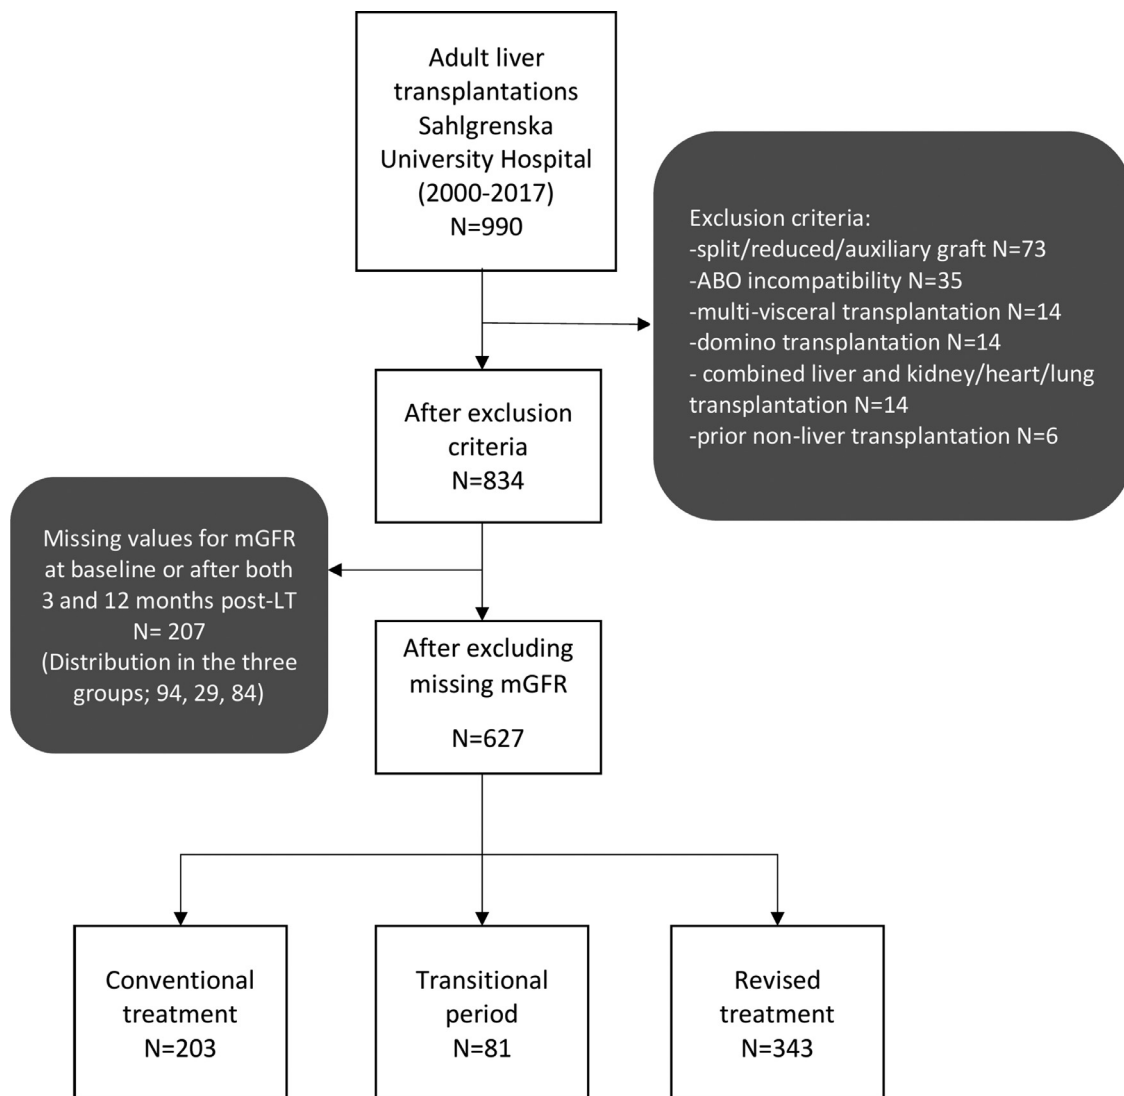 Adult liver
transplantations
Sahlgrenska
University Hospital
(2000-2017)
N=990
Exclusion criteria:
-split/reduced/auxiliary graft N=73
-ABO incompatibility N=35
-multi-visceral transplantation N=14
-domino transplantation N=14
- combined liver and kidney/heart/lung
transplantation N=14
-prior non-liver transplantation N=6
After exclusion
criteria
N=834
Missing values for mGFR
at baseline or after both
3 and 12 months post-LT
N= 207
(Distribution in the three
groups; 94, 29, 84)
After excluding
missing mGFR
N=627
Conventional
treatment
N=203
Transitional
period
N=81
Revised
treatment
N=343